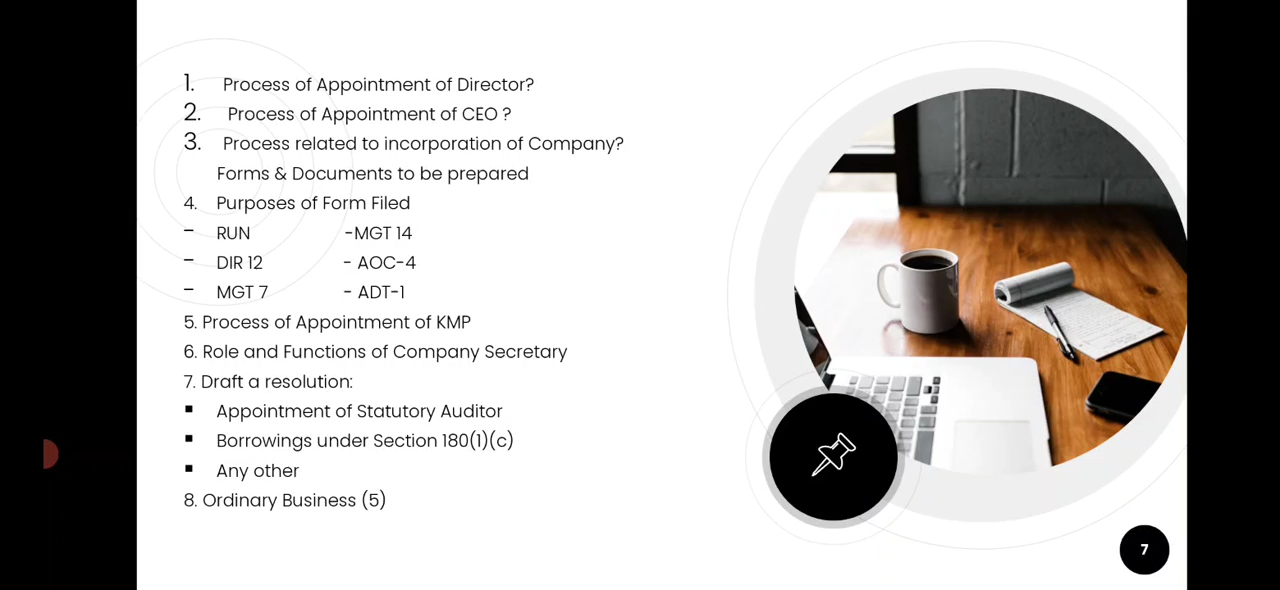 1. Process of Appointment of Director?
2. Process of Appointment of CEO ?
3. Process related to incorporation of Company?
Forms & Documents to be prepared
4. Purposes of Form Filed
- RUN -MGT 14
- DIR 12 - AOC-4
- MGT 7 - ADT-1
5. Process of Appointment of KMP
6. Role and Functions of Company Secretary
7. Draft a resolution:
▪ Appointment of Statutory Auditor
▪ Borrowings under Section 180(1)(c)
▪ Any other
8. Ordinary Business (5)
7